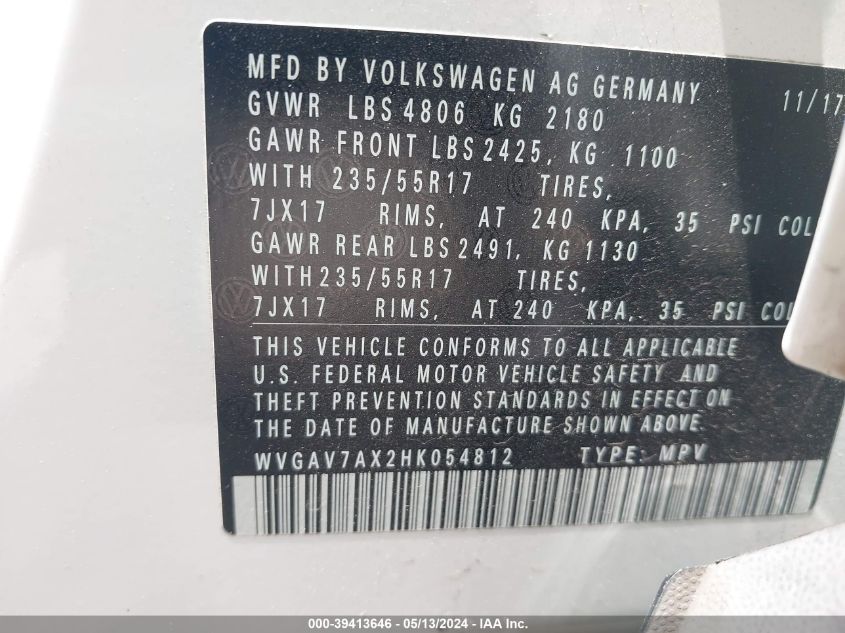 MFD BY VOLKSWAGEN AG GERMANY 11/17
GVWR LBS 4806 KG 2180
GAWR FRONT LBS 2425, KG 1100
WITH 235/55R17 TIRES,
7JX17 RIMS, AT 240 KPA, 35 PSI COL
GAWR REAR LBS 2491, KG 1130
WITH 235/55R17 TIRES,
7JX17 RIMS, AT 240 KPA, 35 PSI COL
THIS VEHICLE CONFORMS TO ALL APPLICABLE
U.S. FEDERAL MOTOR VEHICLE SAFETY AND
THEFT PREVENTION STANDARDS IN EFFECT ON
THE DATE OF MANUFACTURE SHOWN ABOVE.
WVGAV7AX2HK054812 TYPE: MPV
000-39413646 - 05/13/2024 - IAA Inc.